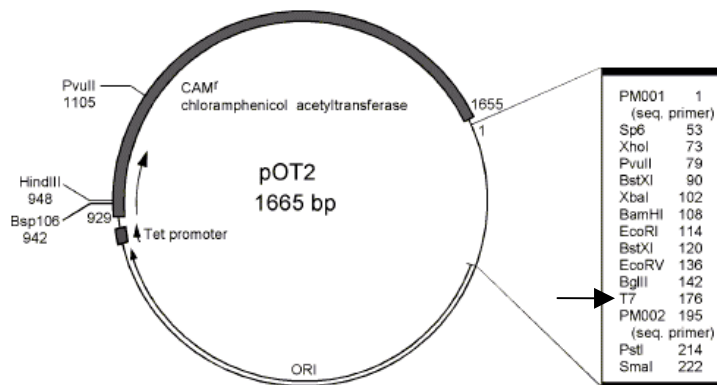 PvuII
1105
CAMʳ
chloramphenicol acetyltransferase
1655
1
HindIII
948
Bsp106
942
929
pOT2
1665 bp
Tet promoter
ORI
PM001 1
(seq. primer)
Sp6 53
XhoI 73
PvuII 79
BstXI 90
XbaI 102
BamHI 108
EcoRI 114
BstXI 120
EcoRV 136
BglII 142
T7 176
PM002 195
(seq. primer)
PstI 214
SmaI 222